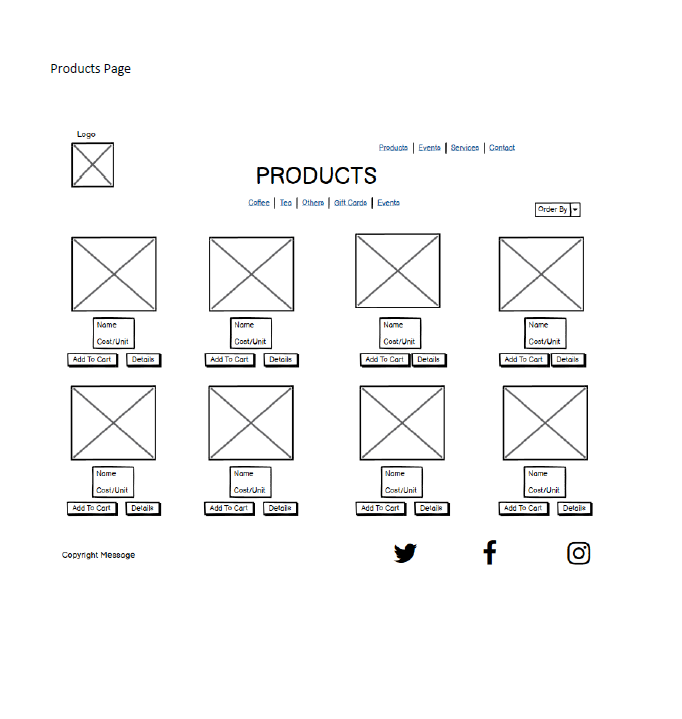 Products Page
Logo
Products | Events | Services | Contact
PRODUCTS
Coffee | Tea | Others | Gift Cards | Events
Order By
Name Name Name Name
Cost/Unit Cost/Unit Cost/Unit Cost/Unit
Add To Cart Details Add To Cart Details Add To Cart Details Add To Cart Details
Name Name Name Name
Cost/Unit Cost/Unit Cost/Unit Cost/Unit
Add To Cart Details Add To Cart Details Add To Cart Details Add To Cart Details
Copyright Message